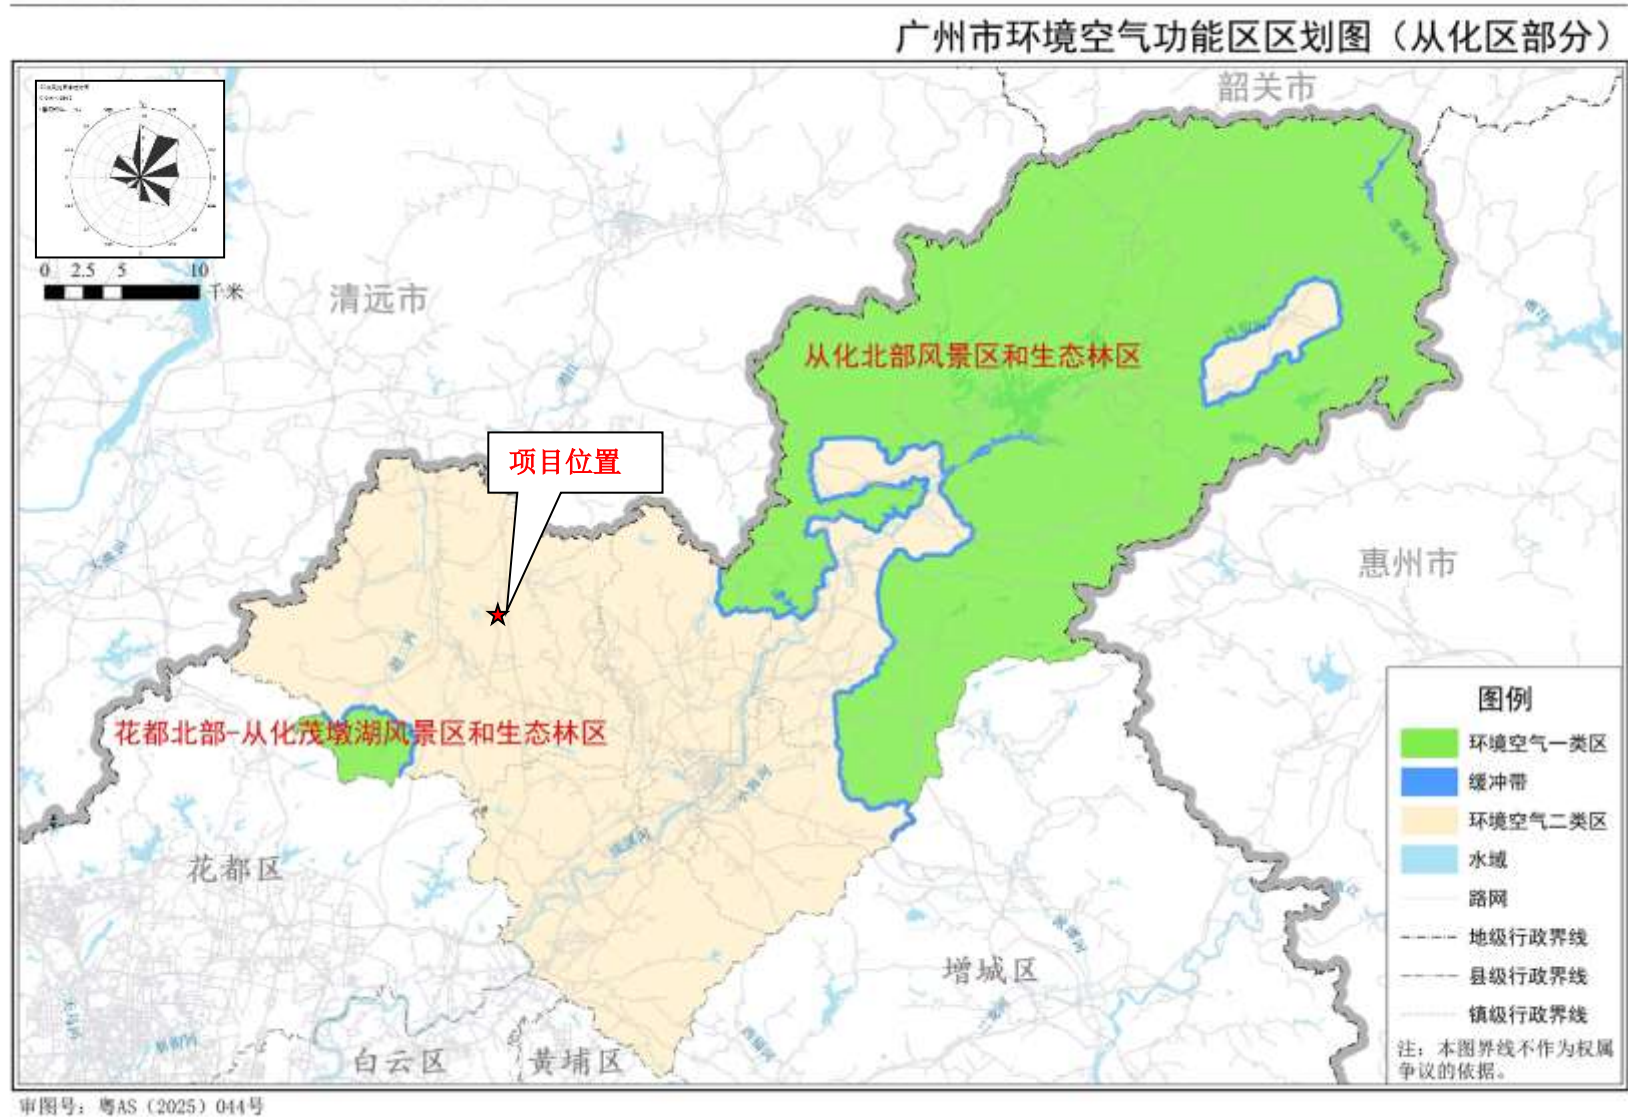 广州市环境空气功能区区划图（从化区部分）
韶关市
0 2.5 5 10
千米
清远市
从化北部风景区和生态林区
项目位置
惠州市
花都北部-从化茂墩湖风景区和生态林区
花都区
增城区
白云区
黄埔区
图例
环境空气一类区
缓冲带
环境空气二类区
水域
路网
地级行政界线
县级行政界线
镇级行政界线
注：本图界线不作为权属
争议的依据。
审图号：粤AS（2025）044号